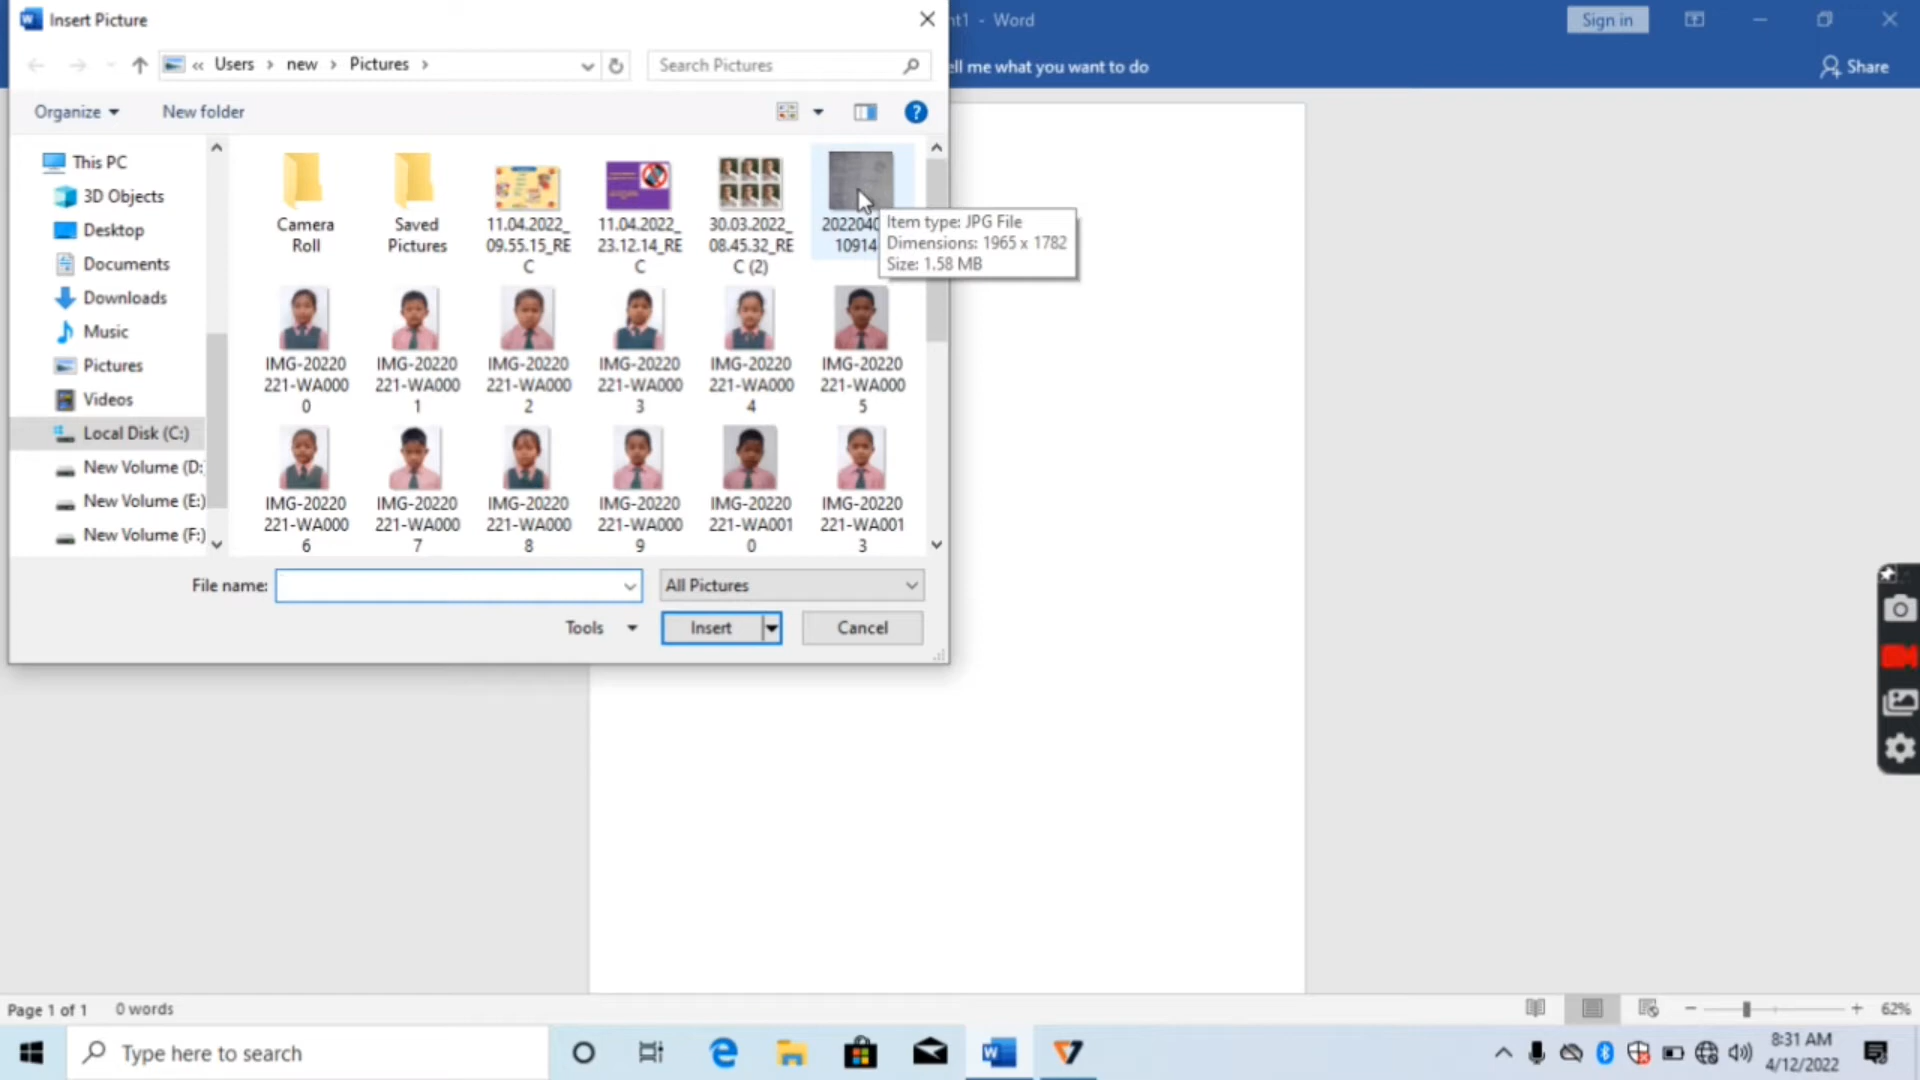 Insert Picture
nt1 - Word
Sign in
« Users › new › Pictures ›
Search Pictures
ell me what you want to do
Share
Organize
New folder
This PC
3D Objects
Desktop
Documents
Downloads
Music
Pictures
Videos
Local Disk (C:)
New Volume (D:
New Volume (E:)
New Volume (F:)
Camera
Roll
Saved
Pictures
11.04.2022_
09.55.15_RE
C
11.04.2022_
23.12.14_RE
C
30.03.2022_
08.45.32_RE
C (2)
2022040
10914
Item type: JPG File
Dimensions: 1965 x 1782
Size: 1.58 MB
IMG-20220
221-WA000
0
IMG-20220
221-WA000
1
IMG-20220
221-WA000
2
IMG-20220
221-WA000
3
IMG-20220
221-WA000
4
IMG-20220
221-WA000
5
IMG-20220
221-WA000
6
IMG-20220
221-WA000
7
IMG-20220
221-WA000
8
IMG-20220
221-WA000
9
IMG-20220
221-WA001
0
IMG-20220
221-WA001
3
File name:
All Pictures
Tools
Insert
Cancel
Page 1 of 1 0 words
62%
Type here to search
8:31 AM
4/12/2022